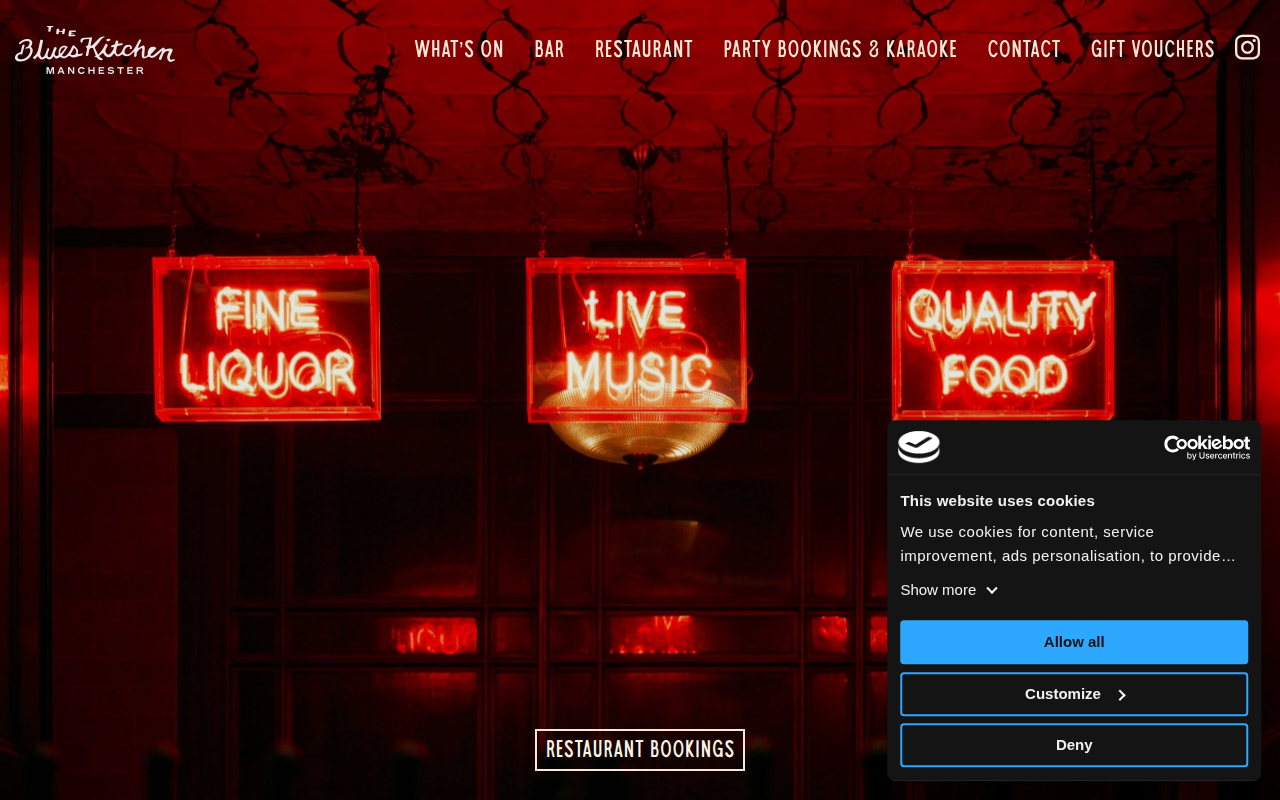 THE
Blues Kitchen
MANCHESTER
WHAT'S ON
BAR
RESTAURANT
PARTY BOOKINGS & KARAOKE
CONTACT
GIFT VOUCHERS
FINE
LIQUOR
LIVE
MUSIC
QUALITY
FOOD
Cookiebot
by Usercentrics
This website uses cookies
We use cookies for content, service
improvement, ads personalisation, to provide…
Show more
Allow all
Customize
Deny
RESTAURANT BOOKINGS